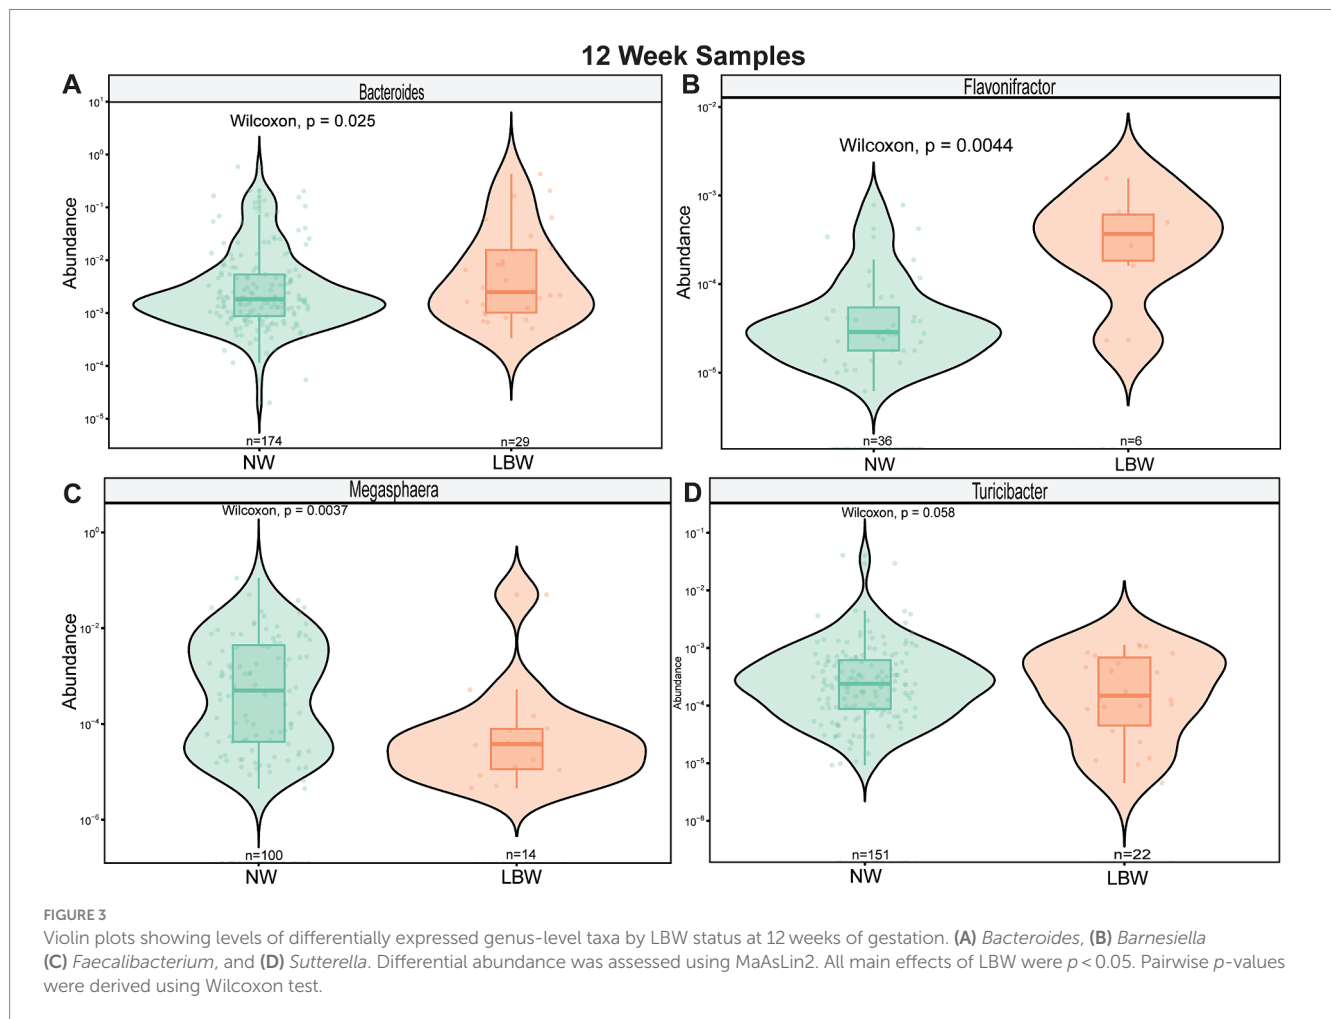 12 Week Samples
A
Bacteroides
Wilcoxon, p = 0.025
Abundance
10¹
10⁰
10⁻¹
10⁻²
10⁻³
10⁻⁴
10⁻⁵
n=174
n=29
NW
LBW
B
Flavonifractor
Wilcoxon, p = 0.0044
Abundance
10⁻²
10⁻³
10⁻⁴
10⁻⁵
n=36
n=6
NW
LBW
C
Megasphaera
Wilcoxon, p = 0.0037
Abundance
10⁰
10⁻²
10⁻⁴
10⁻⁶
n=100
n=14
NW
LBW
D
Turicibacter
Wilcoxon, p = 0.058
Abundance
10⁻¹
10⁻²
10⁻³
10⁻⁴
10⁻⁵
10⁻⁶
n=151
n=22
NW
LBW
FIGURE 3
Violin plots showing levels of differentially expressed genus-level taxa by LBW status at 12 weeks of gestation. (A) Bacteroides, (B) Barnesiella
(C) Faecalibacterium, and (D) Sutterella. Differential abundance was assessed using MaAsLin2. All main effects of LBW were p < 0.05. Pairwise p-values
were derived using Wilcoxon test.